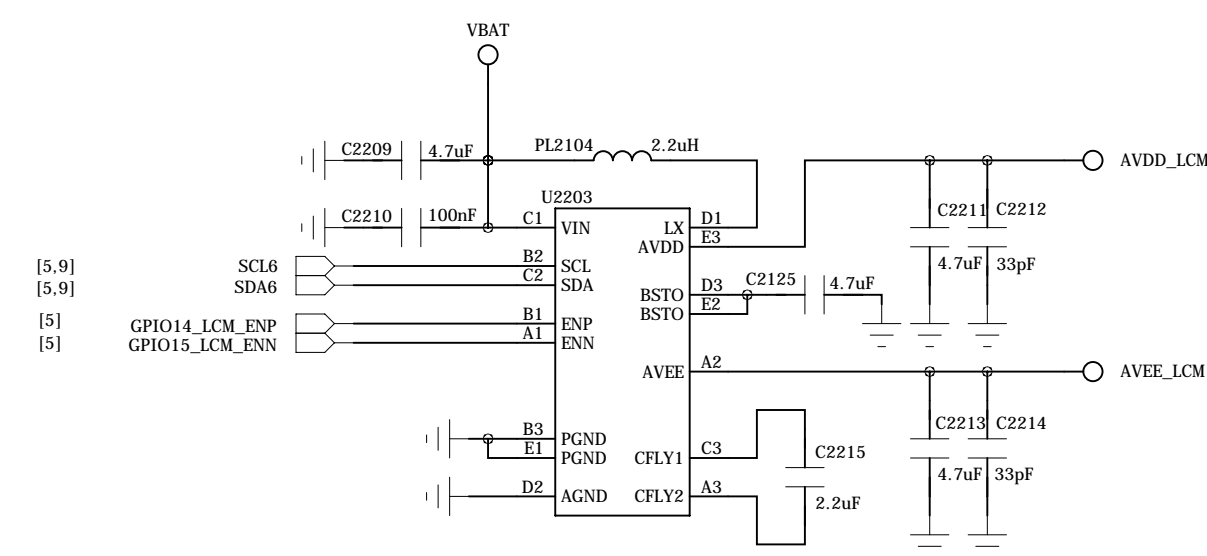 VBAT
C2209 4.7uF PL2104 2.2uH
AVDD_LCM
U2203
C2210 100nF C1 VIN LX D1
AVDD E3
C2211 C2212
4.7uF 33pF
[5,9] SCL6 B2 SCL
[5,9] SDA6 C2 SDA
BSTO D3 C2125 4.7uF
BSTO E2
[5] GPIO14_LCM_ENP B1 ENP
[5] GPIO15_LCM_ENN A1 ENN
AVEE A2 AVEE_LCM
C2213 C2214
4.7uF 33pF
B3 PGND
E1 PGND CFLY1 C3 C2215
D2 AGND CFLY2 A3 2.2uF